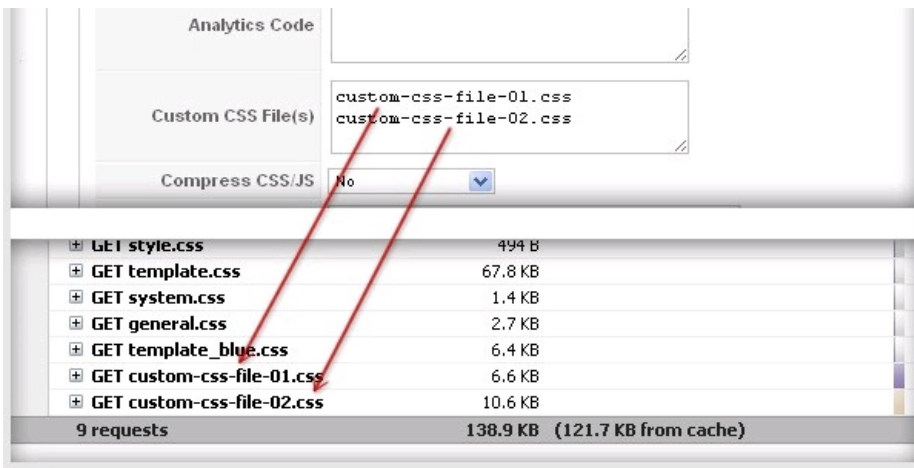 Analytics Code
Custom CSS File(s)
custom-css-file-01.css
custom-css-file-02.css
Compress CSS/JS No
GET style.css 494 B
GET template.css 67.8 KB
GET system.css 1.4 KB
GET general.css 2.7 KB
GET template_blue.css 6.4 KB
GET custom-css-file-01.css 6.6 KB
GET custom-css-file-02.css 10.6 KB
9 requests 138.9 KB (121.7 KB from cache)